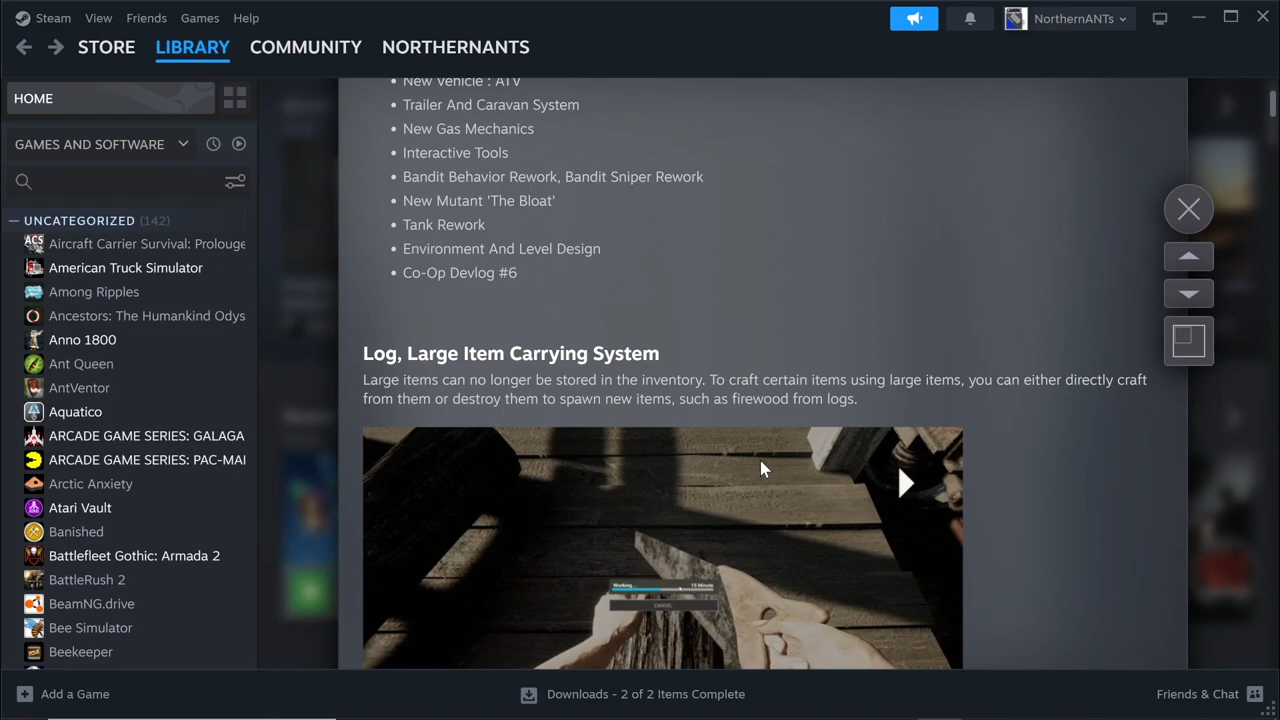 Steam View Friends Games Help
NorthernANTs
STORE LIBRARY COMMUNITY NORTHERNANTS
HOME
GAMES AND SOFTWARE
UNCATEGORIZED (142)
Aircraft Carrier Survival: Prolouge
American Truck Simulator
Among Ripples
Ancestors: The Humankind Odys
Anno 1800
Ant Queen
AntVentor
Aquatico
ARCADE GAME SERIES: GALAGA
ARCADE GAME SERIES: PAC-MAI
Arctic Anxiety
Atari Vault
Banished
Battlefleet Gothic: Armada 2
BattleRush 2
BeamNG.drive
Bee Simulator
Beekeeper
New Vehicle : ATV
Trailer And Caravan System
New Gas Mechanics
Interactive Tools
Bandit Behavior Rework, Bandit Sniper Rework
New Mutant 'The Bloat'
Tank Rework
Environment And Level Design
Co-Op Devlog #6
Log, Large Item Carrying System
Large items can no longer be stored in the inventory. To craft certain items using large items, you can either directly craft
from them or destroy them to spawn new items, such as firewood from logs.
Working... 15 Minute
CANCEL
Add a Game
Downloads - 2 of 2 Items Complete
Friends & Chat